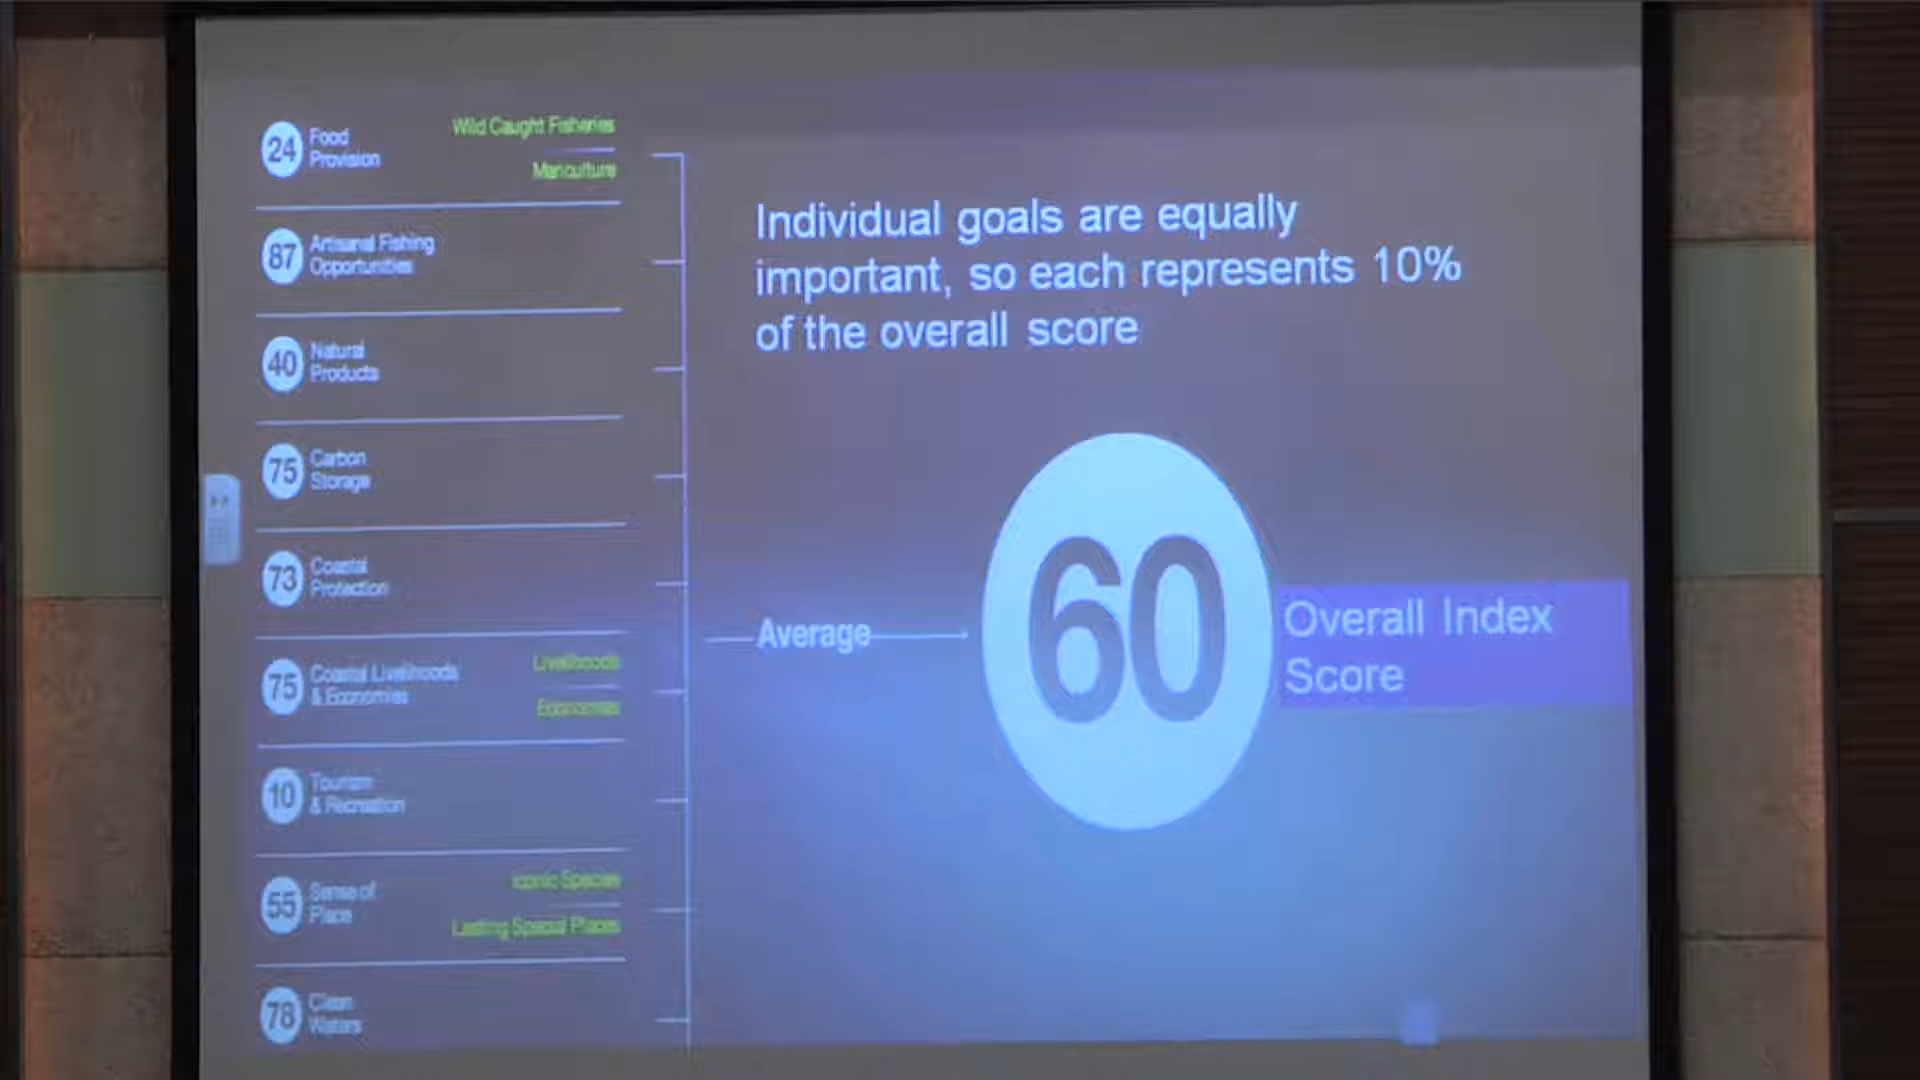 24
Food
Provision
Wild Caught Fisheries
Mariculture
87
Artisanal Fishing
Opportunities
40
Natural
Products
75
Carbon
Storage
73
Coastal
Protection
75
Coastal Livelihoods
& Economies
Livelihoods
Economies
10
Tourism
& Recreation
55
Sense of
Place
Iconic Species
Lasting Special Places
78
Clean
Waters
Individual goals are equally
important, so each represents 10%
of the overall score
Average
60
Overall Index
Score